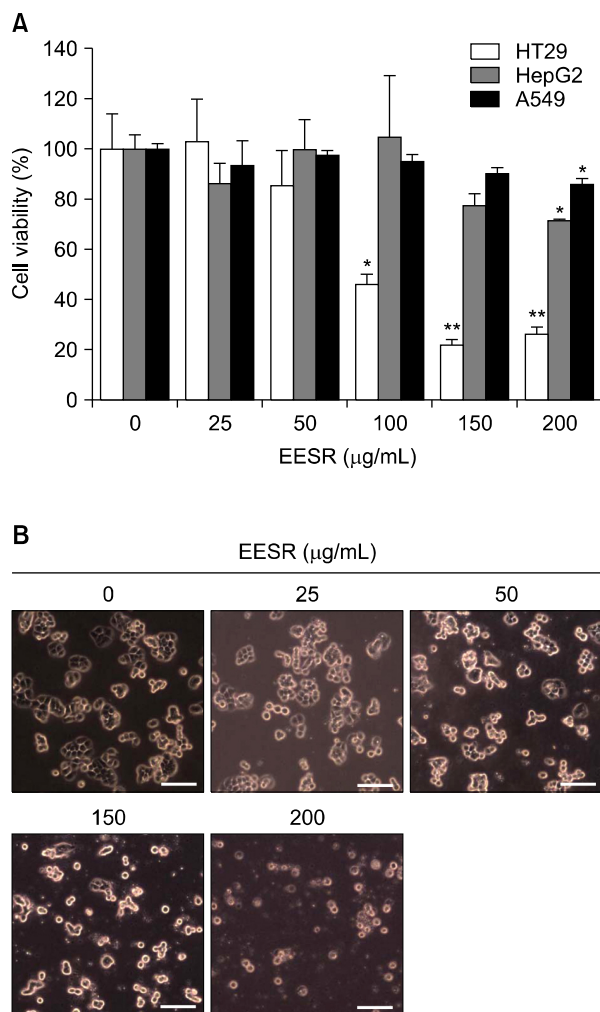 A
140
120
100
80
60
40
20
0
Cell viability (%)
HT29
HepG2
A549
*
**
**
*
*
0 25 50 100 150 200
EESR (μg/mL)
B
EESR (μg/mL)
0 25 50
150 200